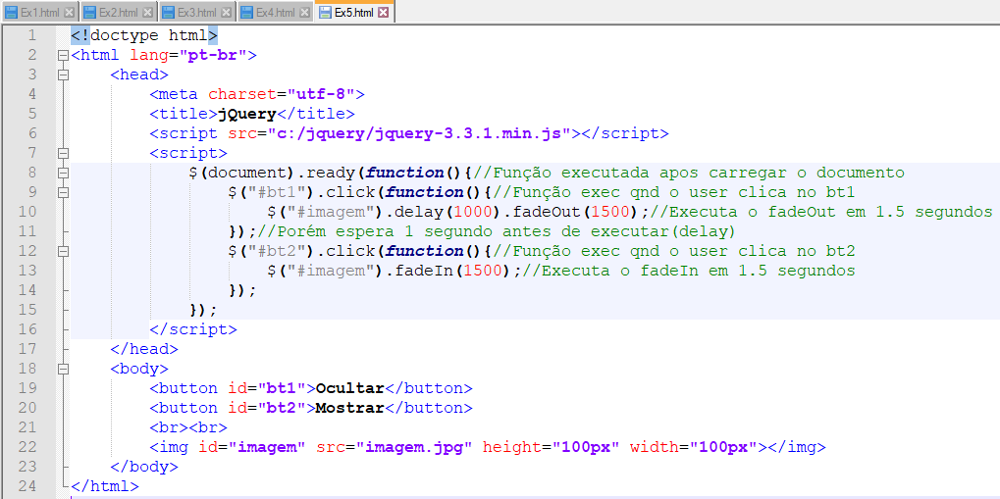 Ex1.html Ex2.html Ex3.html Ex4.html Ex5.html
1 <!doctype html>
2 <html lang="pt-br">
3 <head>
4 <meta charset="utf-8">
5 <title>jQuery</title>
6 <script src="c:/jquery/jquery-3.3.1.min.js"></script>
7 <script>
8 $(document).ready(function(){//Função executada apos carregar o documento
9 $("#bt1").click(function(){//Função exec qnd o user clica no bt1
10 $("#imagem").delay(1000).fadeOut(1500);//Executa o fadeOut em 1.5 segundos
11 });//Porém espera 1 segundo antes de executar(delay)
12 $("#bt2").click(function(){//Função exec qnd o user clica no bt2
13 $("#imagem").fadeIn(1500);//Executa o fadeIn em 1.5 segundos
14 });
15 });
16 </script>
17 </head>
18 <body>
19 <button id="bt1">Ocultar</button>
20 <button id="bt2">Mostrar</button>
21 <br><br>
22 <img id="imagem" src="imagem.jpg" height="100px" width="100px"></img>
23 </body>
24 </html>